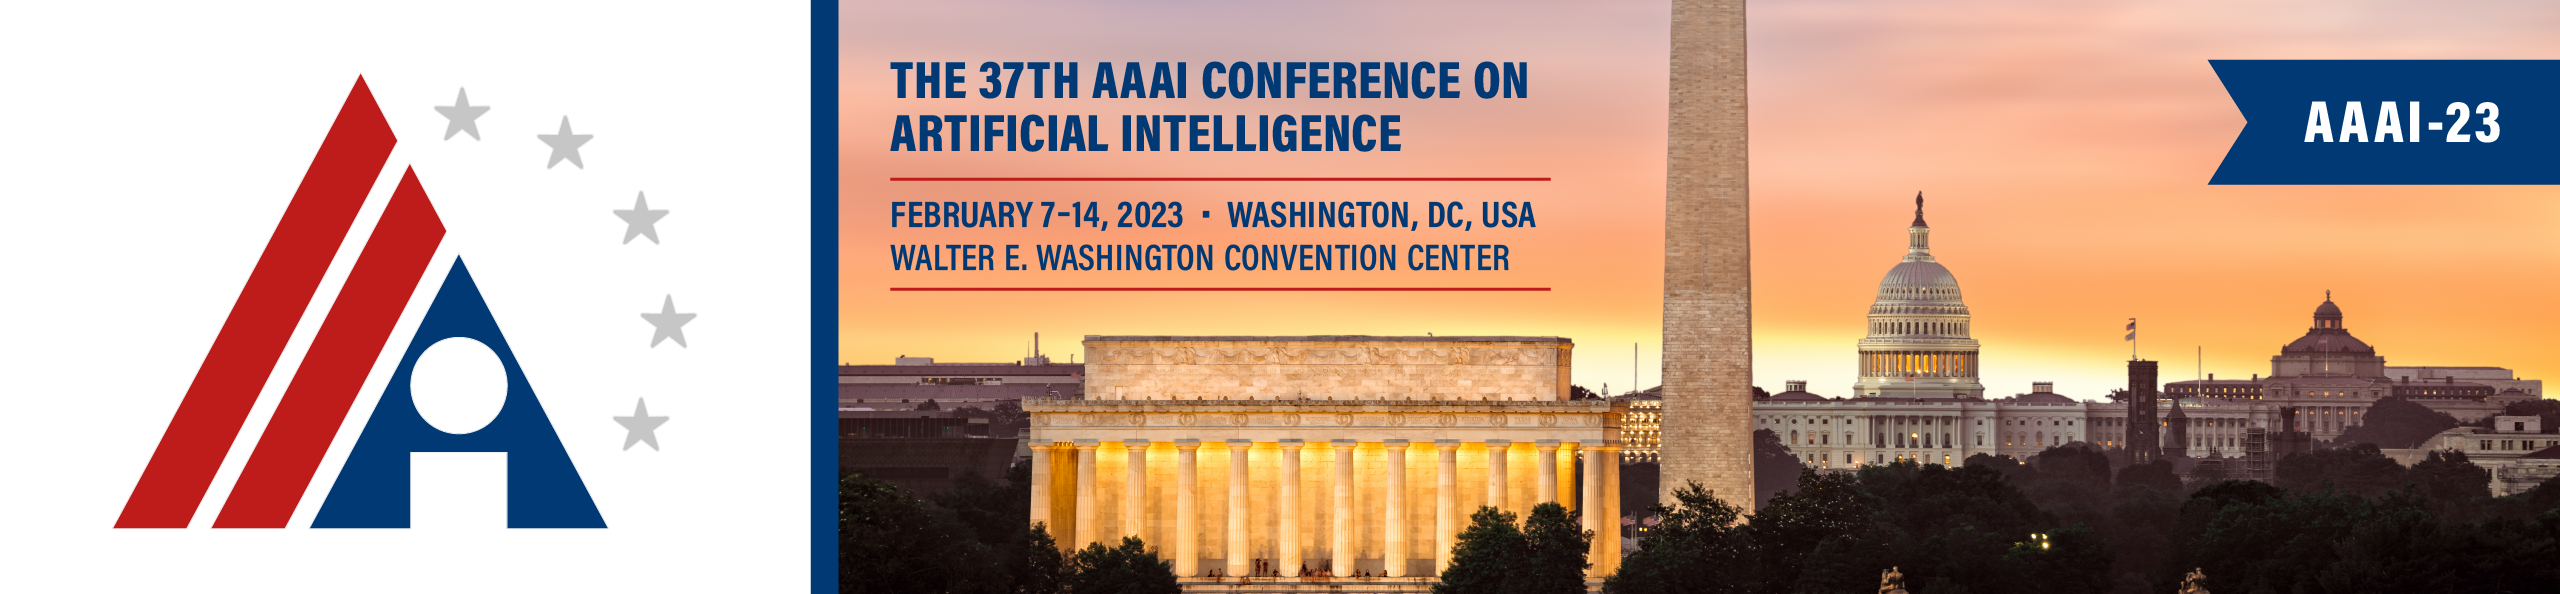 THE 37TH AAAI CONFERENCE ON
ARTIFICIAL INTELLIGENCE
FEBRUARY 7-14, 2023 ▪ WASHINGTON, DC, USA
WALTER E. WASHINGTON CONVENTION CENTER
AAAI-23